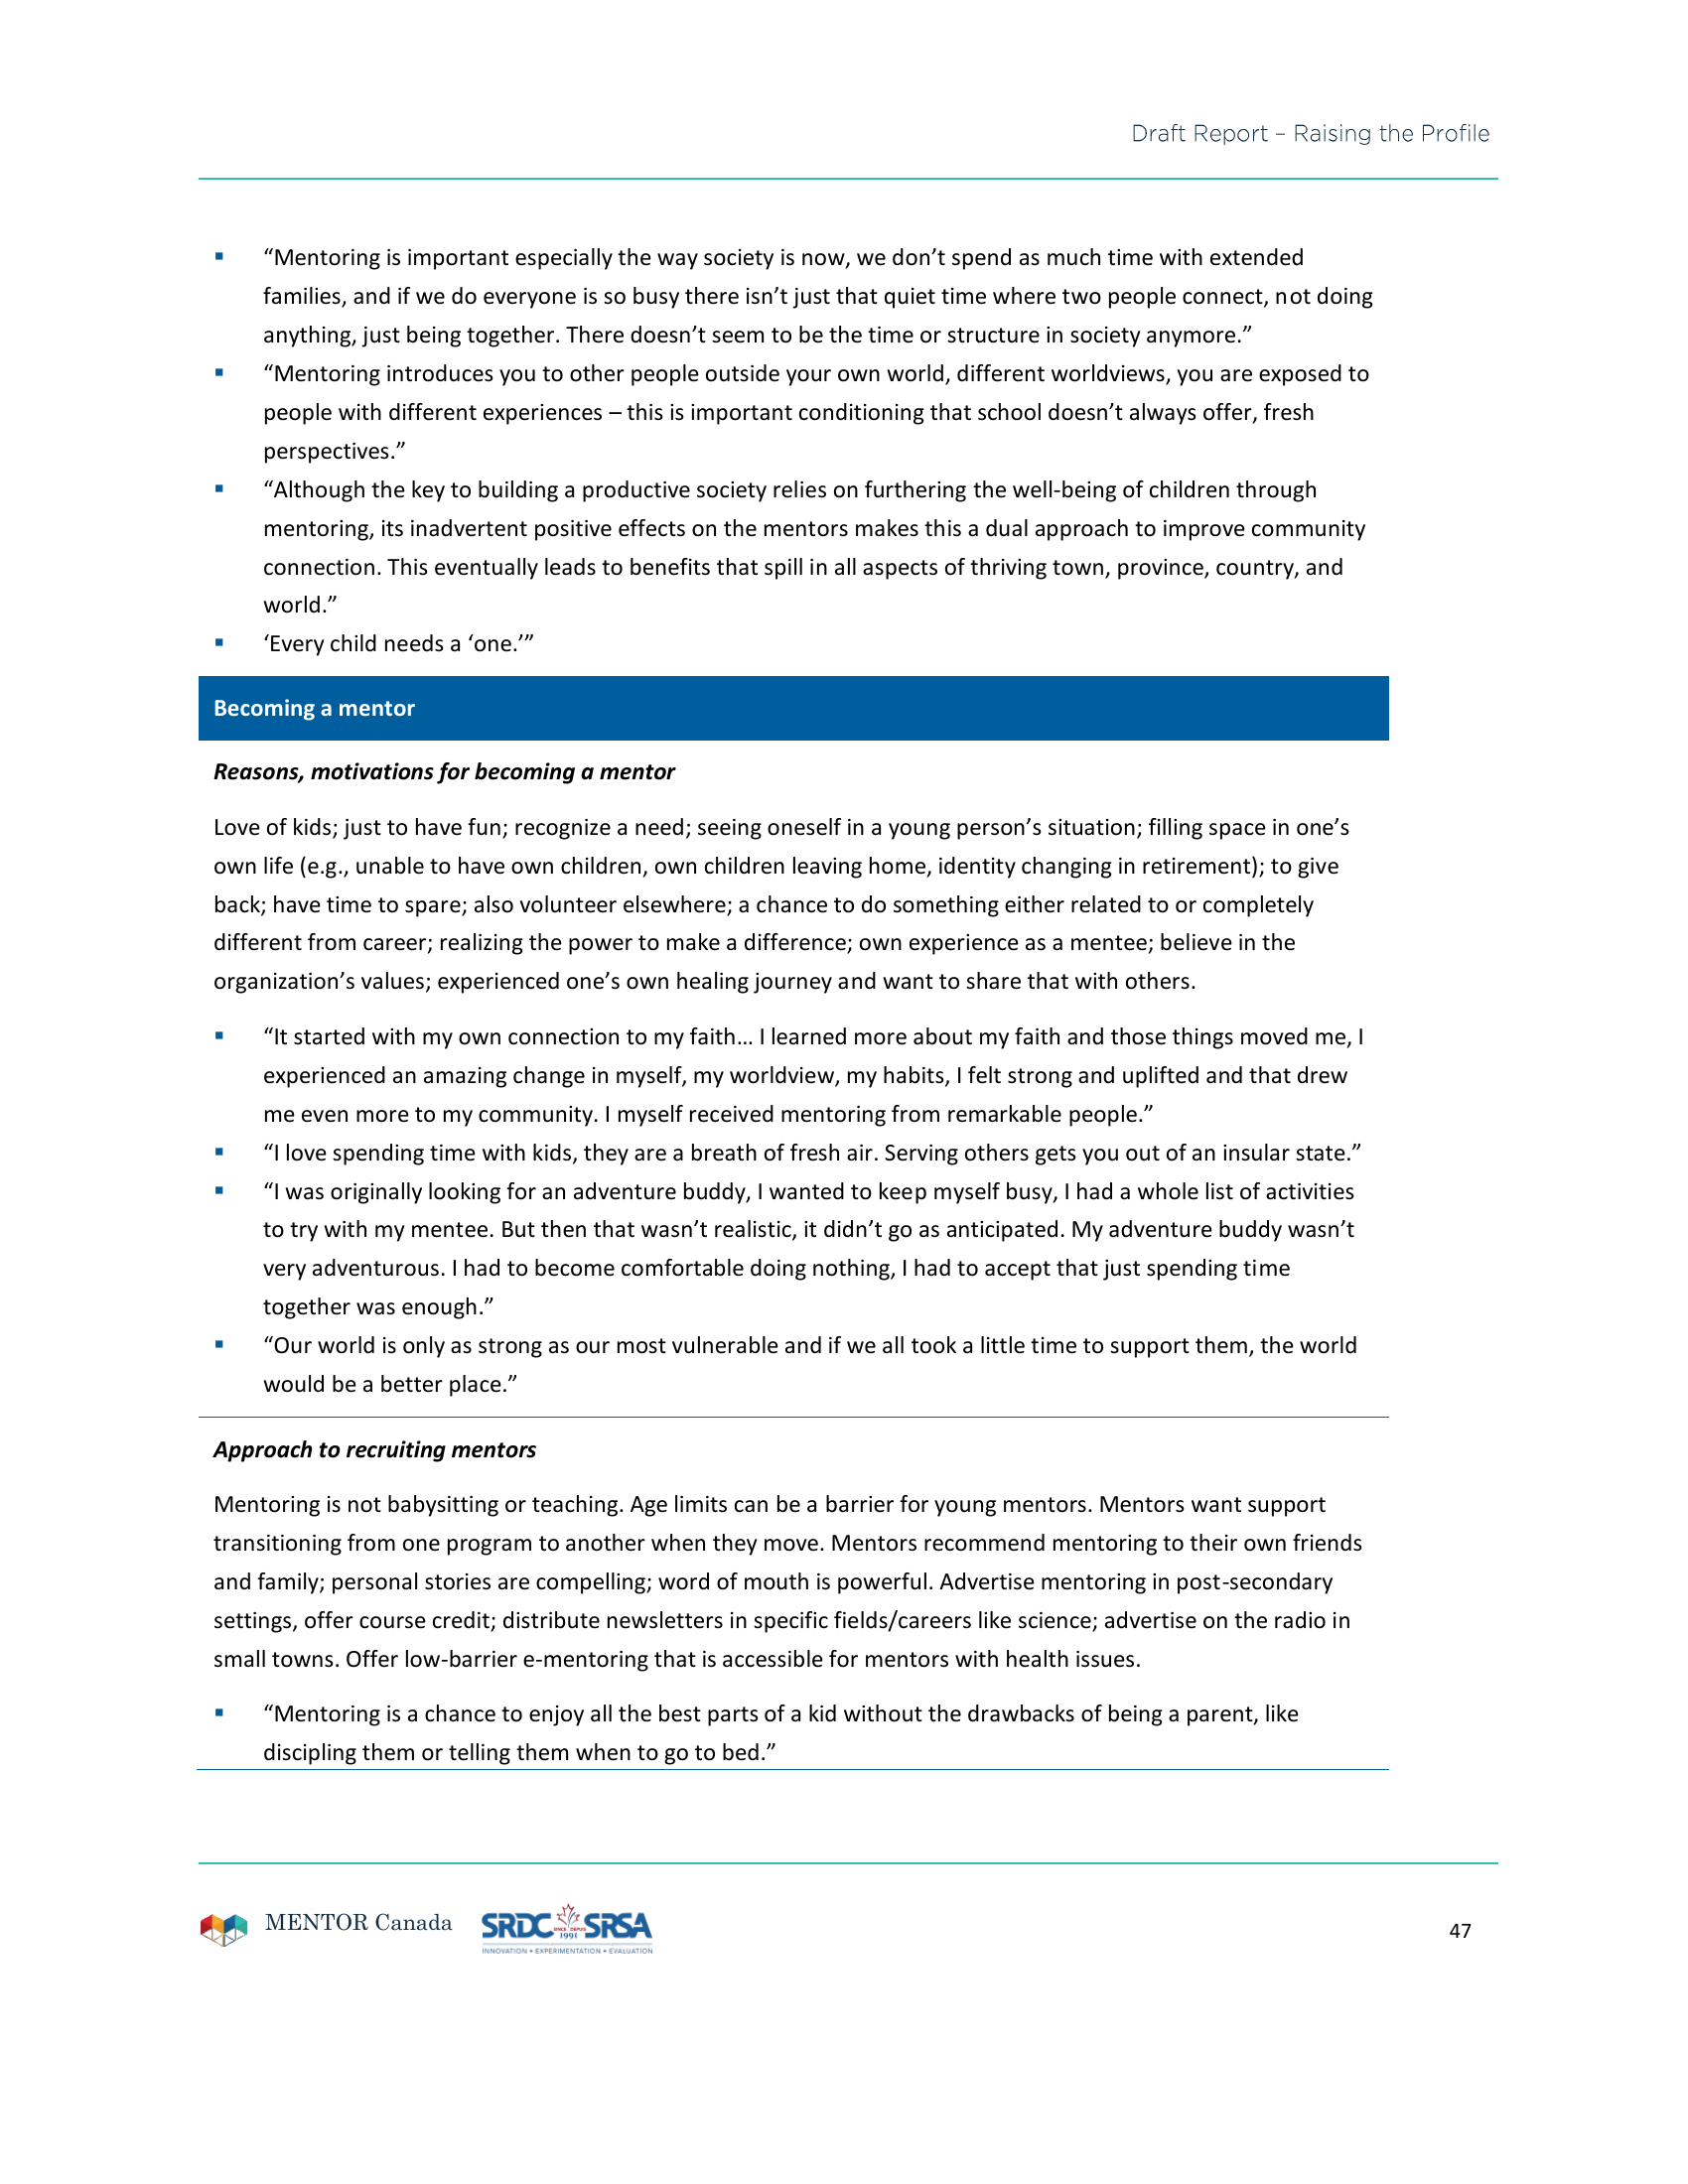 Draft Report – Raising the Profile
▪ “Mentoring is important especially the way society is now, we don’t spend as much time with extended
families, and if we do everyone is so busy there isn’t just that quiet time where two people connect, not doing
anything, just being together. There doesn’t seem to be the time or structure in society anymore.”
▪ “Mentoring introduces you to other people outside your own world, different worldviews, you are exposed to
people with different experiences – this is important conditioning that school doesn’t always offer, fresh
perspectives.”
▪ “Although the key to building a productive society relies on furthering the well-being of children through
mentoring, its inadvertent positive effects on the mentors makes this a dual approach to improve community
connection. This eventually leads to benefits that spill in all aspects of thriving town, province, country, and
world.”
▪ ‘Every child needs a ‘one.’”
Becoming a mentor
Reasons, motivations for becoming a mentor
Love of kids; just to have fun; recognize a need; seeing oneself in a young person’s situation; filling space in one’s
own life (e.g., unable to have own children, own children leaving home, identity changing in retirement); to give
back; have time to spare; also volunteer elsewhere; a chance to do something either related to or completely
different from career; realizing the power to make a difference; own experience as a mentee; believe in the
organization’s values; experienced one’s own healing journey and want to share that with others.
▪ “It started with my own connection to my faith… I learned more about my faith and those things moved me, I
experienced an amazing change in myself, my worldview, my habits, I felt strong and uplifted and that drew
me even more to my community. I myself received mentoring from remarkable people.”
▪ “I love spending time with kids, they are a breath of fresh air. Serving others gets you out of an insular state.”
▪ “I was originally looking for an adventure buddy, I wanted to keep myself busy, I had a whole list of activities
to try with my mentee. But then that wasn’t realistic, it didn’t go as anticipated. My adventure buddy wasn’t
very adventurous. I had to become comfortable doing nothing, I had to accept that just spending time
together was enough.”
▪ “Our world is only as strong as our most vulnerable and if we all took a little time to support them, the world
would be a better place.”
Approach to recruiting mentors
Mentoring is not babysitting or teaching. Age limits can be a barrier for young mentors. Mentors want support
transitioning from one program to another when they move. Mentors recommend mentoring to their own friends
and family; personal stories are compelling; word of mouth is powerful. Advertise mentoring in post-secondary
settings, offer course credit; distribute newsletters in specific fields/careers like science; advertise on the radio in
small towns. Offer low-barrier e-mentoring that is accessible for mentors with health issues.
▪ “Mentoring is a chance to enjoy all the best parts of a kid without the drawbacks of being a parent, like
discipling them or telling them when to go to bed.”
MENTOR Canada
SRDC SINCE DEPUIS 1991 SRSA
INNOVATION • EXPERIMENTATION • EVALUATION
47